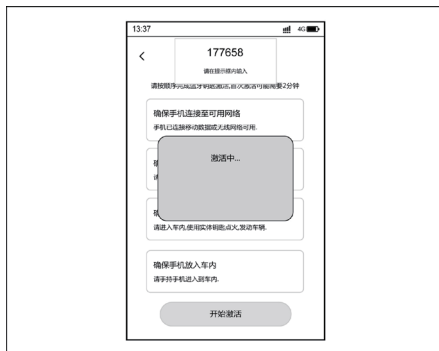 13:37
4G
177658
请在提示框内输入
请按顺序完成蓝牙钥匙激活,首次激活可能需要2分钟
确保手机连接至可用网络
手机已连接移动数据或无线网络可用.
激活中...
请进入车内,使用实体钥匙点火,发动车辆.
确保手机放入车内
请手持手机进入到车内.
开始激活